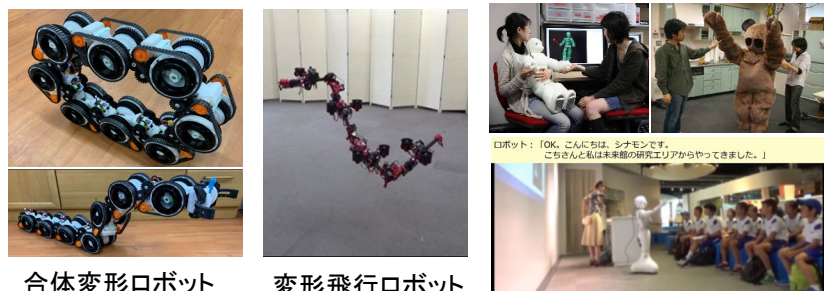 合体変形ロボット
変形飛行ロボット
ロボット:「OK。こんにちは、シナモンです。
こちさんと私は未来館の研究エリアからやってきました。」